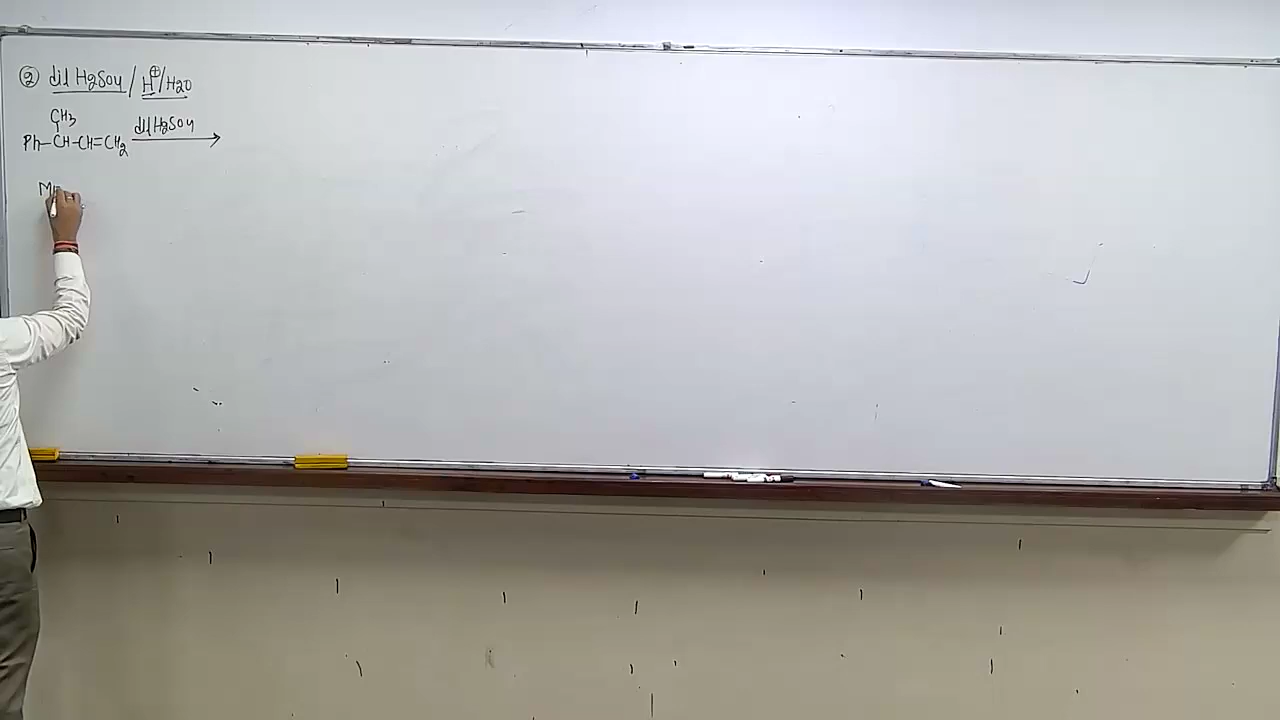 ② dil H₂SO₄ / H⊕/H₂O
CH₃
Ph-CH-CH=CH₂ dil H₂SO₄ →